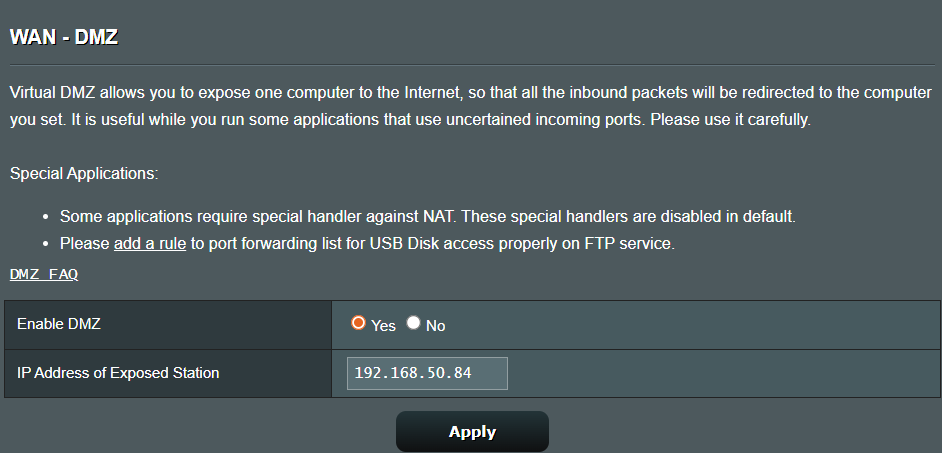 WAN - DMZ
Virtual DMZ allows you to expose one computer to the Internet, so that all the inbound packets will be redirected to the computer
you set. It is useful while you run some applications that use uncertained incoming ports. Please use it carefully.
Special Applications:
• Some applications require special handler against NAT. These special handlers are disabled in default.
• Please add a rule to port forwarding list for USB Disk access properly on FTP service.
DMZ FAQ
Enable DMZ Yes No
IP Address of Exposed Station 192.168.50.84
Apply